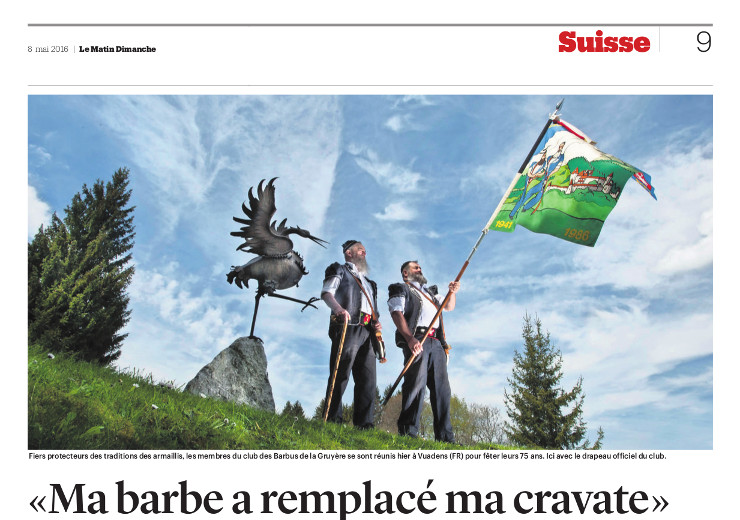 8 mai 2016 | Le Matin Dimanche
Suisse
9
1941
1986
Fiers protecteurs des traditions des armaillis, les membres du club des Barbus de la Gruyère se sont réunis hier à Vuadens (FR) pour fêter leurs 75 ans. Ici avec le drapeau officiel du club.
«Ma barbe a remplacé ma cravate»